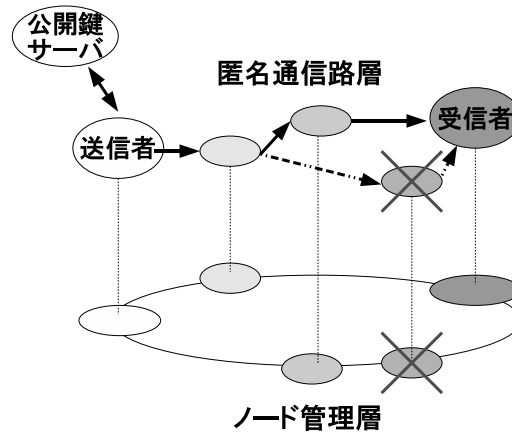 公開鍵
サーバ
匿名通信路層
送信者
受信者
ノード管理層